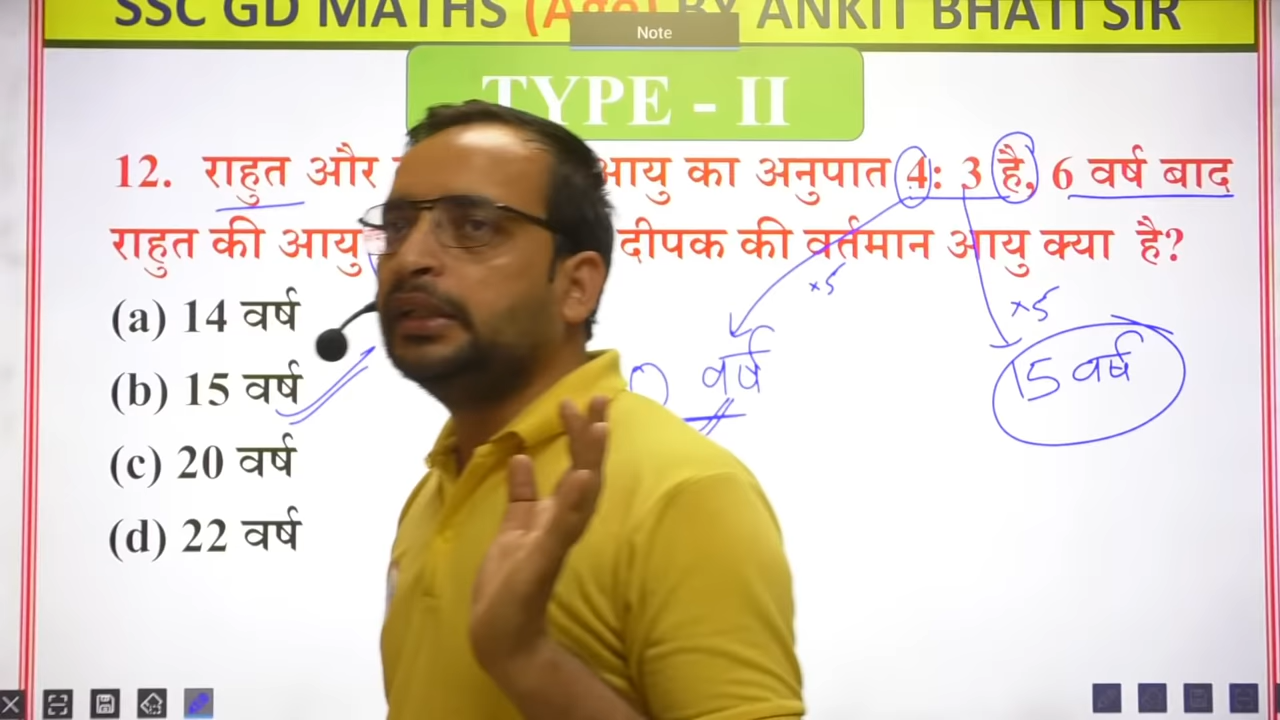 SSC GD MATHS (Age) BY ANKIT BHATI SIR
Note
TYPE - II
12. राहुत और आयु का अनुपात 4: 3 है. 6 वर्ष बाद
राहुत की आयु दीपक की वर्तमान आयु क्या है?
×5
×5
(a) 14 वर्ष
वर्ष
15 वर्ष
(b) 15 वर्ष
(c) 20 वर्ष
(d) 22 वर्ष